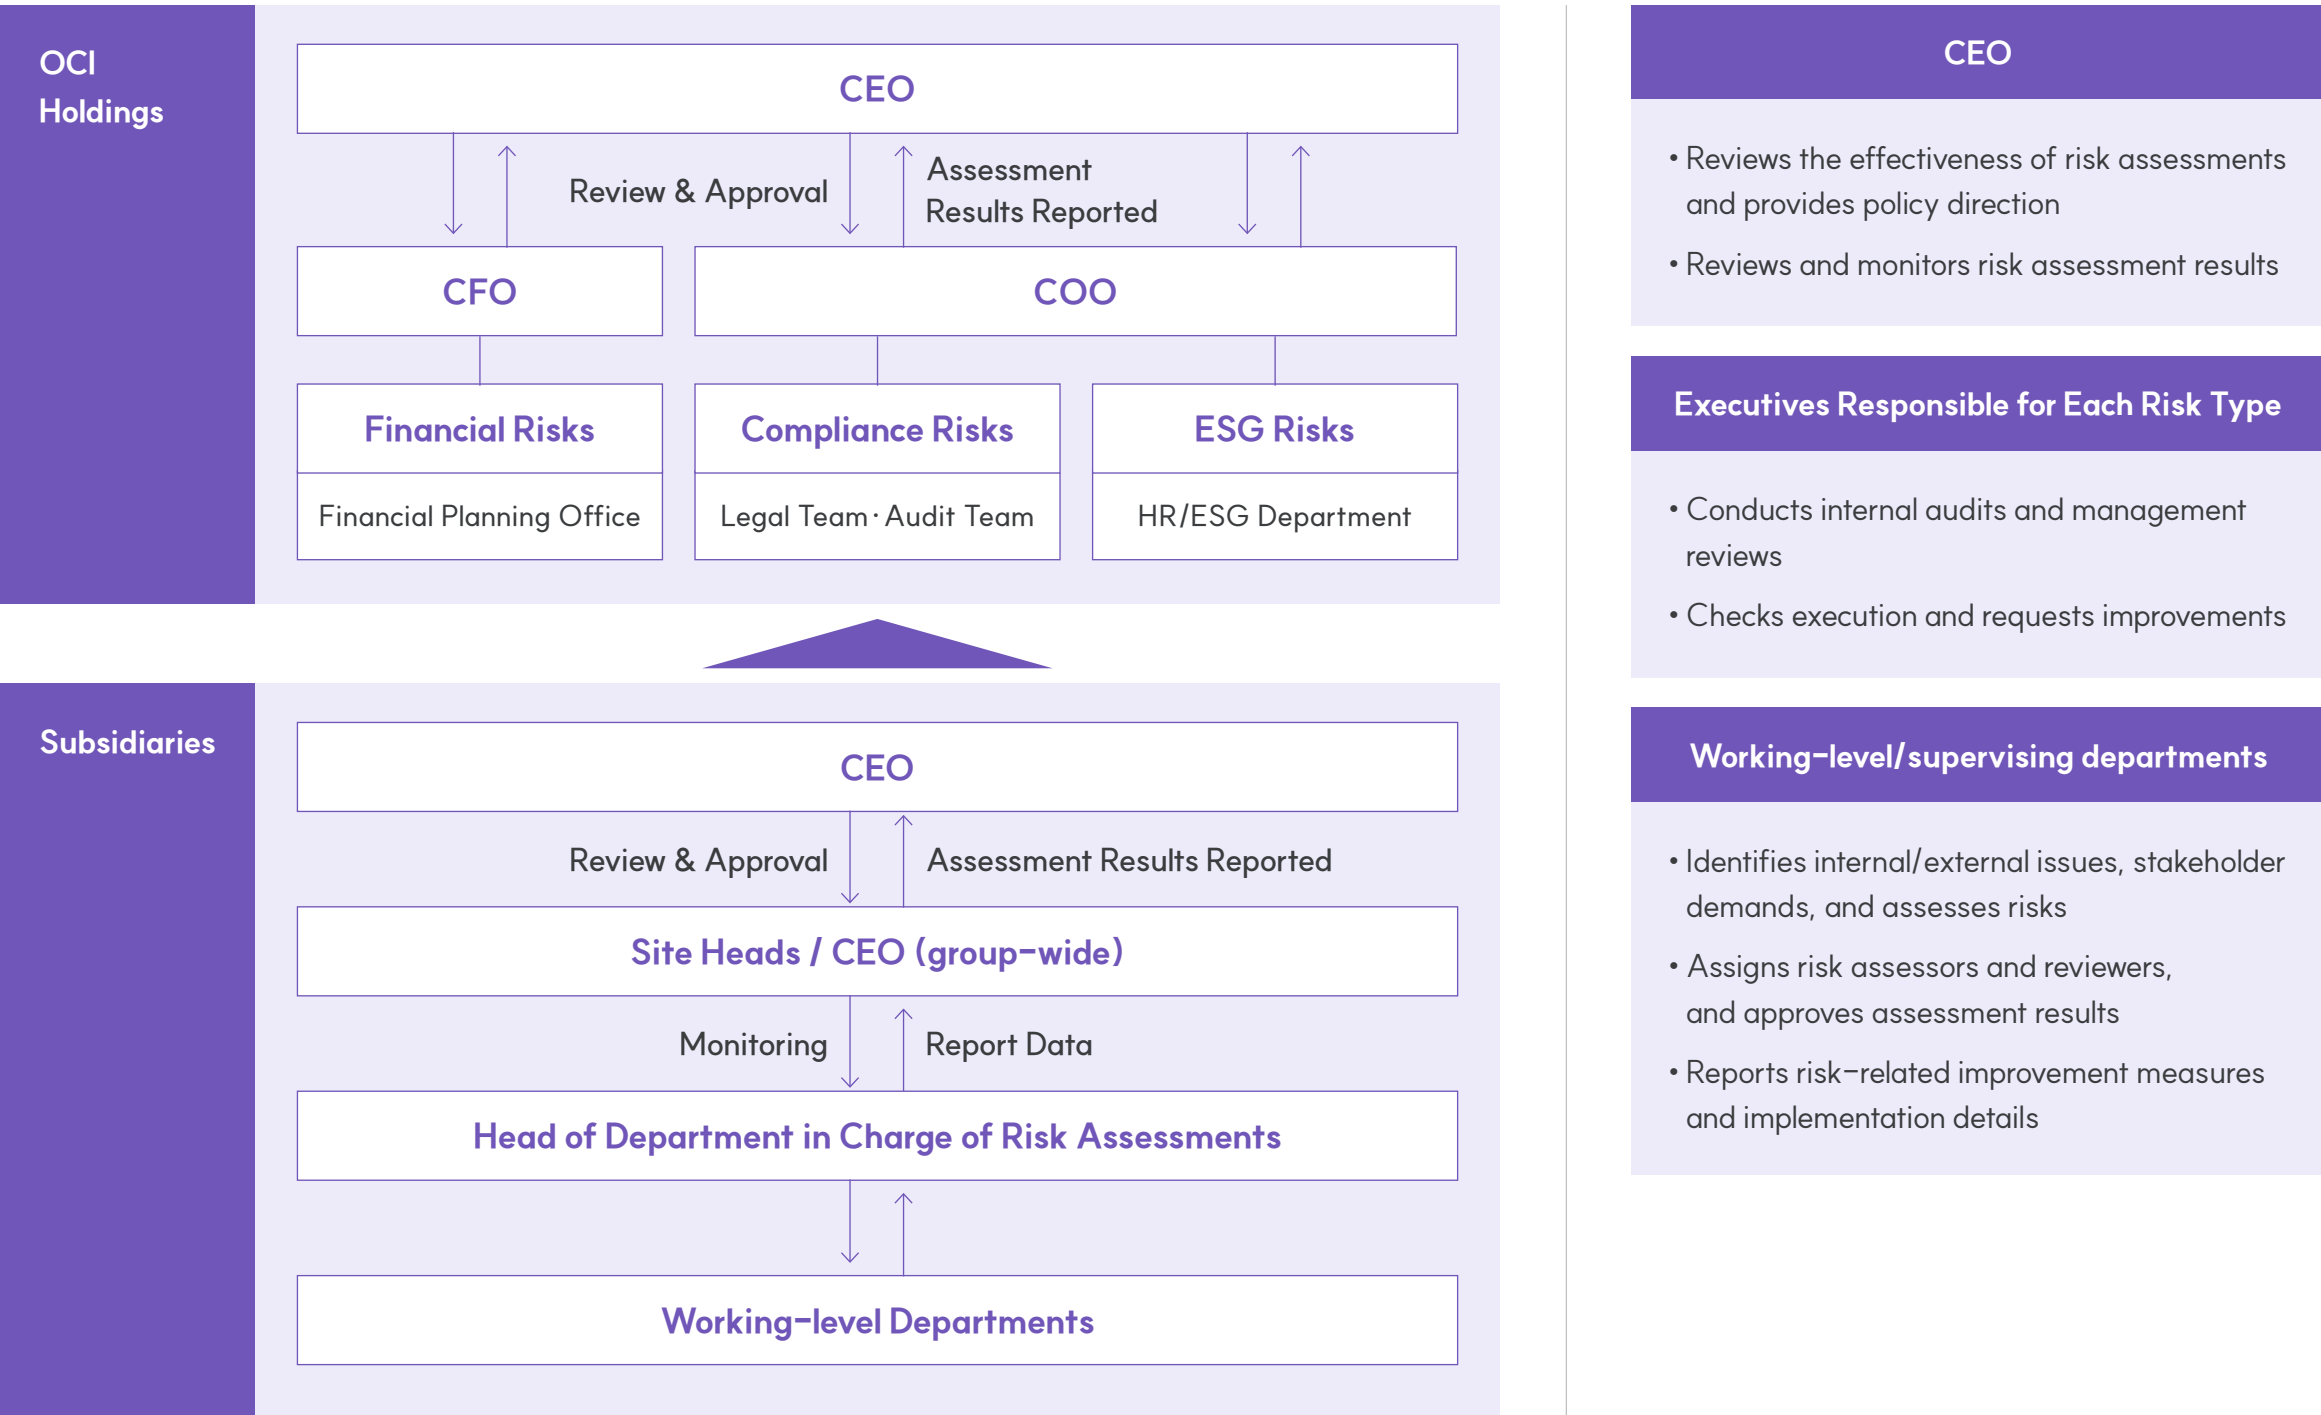 OCI
Holdings
CEO
Review & Approval
Assessment
Results Reported
CFO
COO
Financial Risks
Compliance Risks
ESG Risks
Financial Planning Office
Legal Team · Audit Team
HR/ESG Department
Subsidiaries
CEO
Review & Approval
Assessment Results Reported
Site Heads / CEO (group-wide)
Monitoring
Report Data
Head of Department in Charge of Risk Assessments
Working-level Departments
CEO
• Reviews the effectiveness of risk assessments
and provides policy direction
• Reviews and monitors risk assessment results
Executives Responsible for Each Risk Type
• Conducts internal audits and management
reviews
• Checks execution and requests improvements
Working-level/supervising departments
• Identifies internal/external issues, stakeholder
demands, and assesses risks
• Assigns risk assessors and reviewers,
and approves assessment results
• Reports risk-related improvement measures
and implementation details